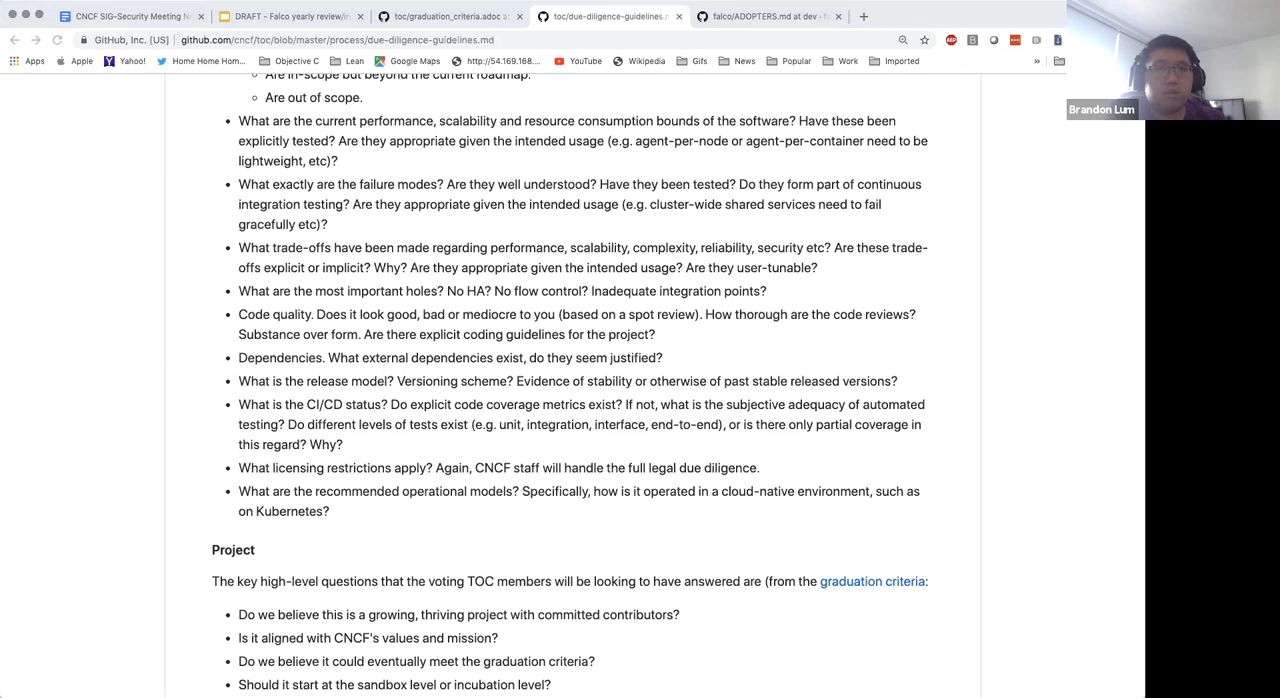 CNCF SIG-Security Meeting N
DRAFT - Falco yearly review/in
toc/graduation_criteria.adoc a
toc/due-diligence-guidelines.n
falco/ADOPTERS.md at dev · f
GitHub, Inc. [US] github.com/cncf/toc/blob/master/process/due-diligence-guidelines.md
Apps Apple Yahoo! Home Home Hom... Objective C Lean Google Maps http://54.169.168.... YouTube Wikipedia Gifs News Popular Work Imported »
Brandon Lum
Are in-scope but beyond the current roadmap.
Are out of scope.
What are the current performance, scalability and resource consumption bounds of the software? Have these been
explicitly tested? Are they appropriate given the intended usage (e.g. agent-per-node or agent-per-container need to be
lightweight, etc)?
What exactly are the failure modes? Are they well understood? Have they been tested? Do they form part of continuous
integration testing? Are they appropriate given the intended usage (e.g. cluster-wide shared services need to fail
gracefully etc)?
What trade-offs have been made regarding performance, scalability, complexity, reliability, security etc? Are these trade-
offs explicit or implicit? Why? Are they appropriate given the intended usage? Are they user-tunable?
What are the most important holes? No HA? No flow control? Inadequate integration points?
Code quality. Does it look good, bad or mediocre to you (based on a spot review). How thorough are the code reviews?
Substance over form. Are there explicit coding guidelines for the project?
Dependencies. What external dependencies exist, do they seem justified?
What is the release model? Versioning scheme? Evidence of stability or otherwise of past stable released versions?
What is the CI/CD status? Do explicit code coverage metrics exist? If not, what is the subjective adequacy of automated
testing? Do different levels of tests exist (e.g. unit, integration, interface, end-to-end), or is there only partial coverage in
this regard? Why?
What licensing restrictions apply? Again, CNCF staff will handle the full legal due diligence.
What are the recommended operational models? Specifically, how is it operated in a cloud-native environment, such as
on Kubernetes?
Project
The key high-level questions that the voting TOC members will be looking to have answered are (from the graduation criteria:
Do we believe this is a growing, thriving project with committed contributors?
Is it aligned with CNCF's values and mission?
Do we believe it could eventually meet the graduation criteria?
Should it start at the sandbox level or incubation level?